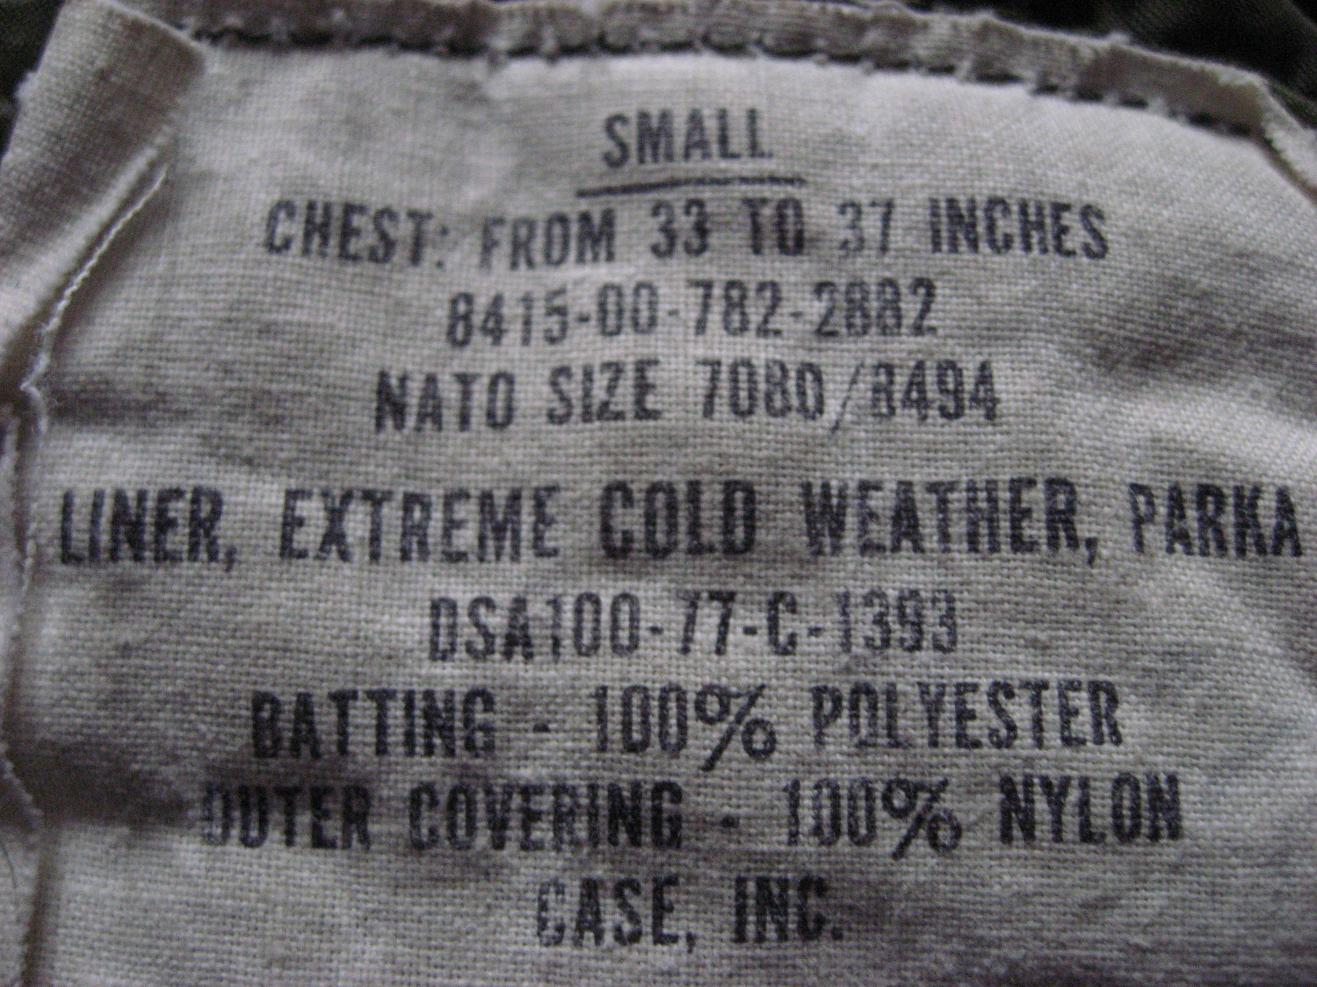 SMALL
CHEST: FROM 33 TO 37 INCHES
8415-00-782-2882
NATO SIZE 7080/8494
LINER, EXTREME COLD WEATHER, PARKA
DSA100-77-C-1393
BATTING - 100% POLYESTER
OUTER COVERING - 100% NYLON
CASE, INC.